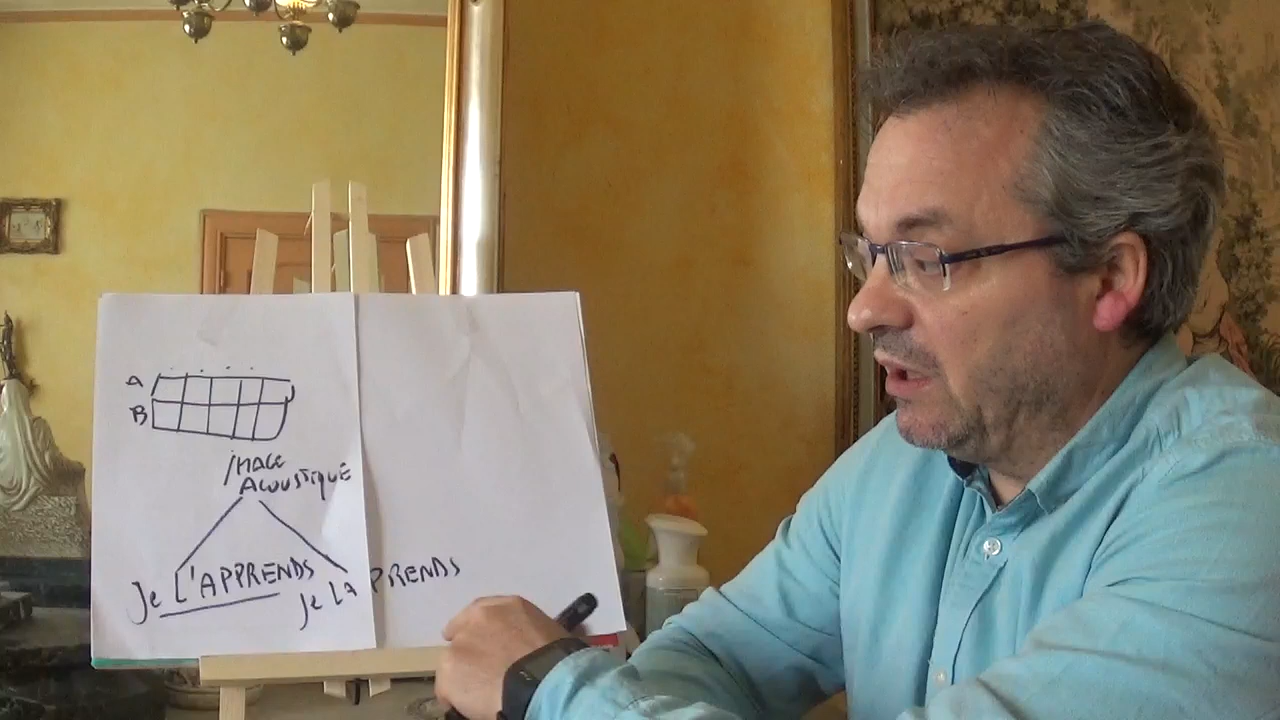 A
B
IMAGE
ACOUSTIQUE
Je L'APPRENDS
je LA PRENDS